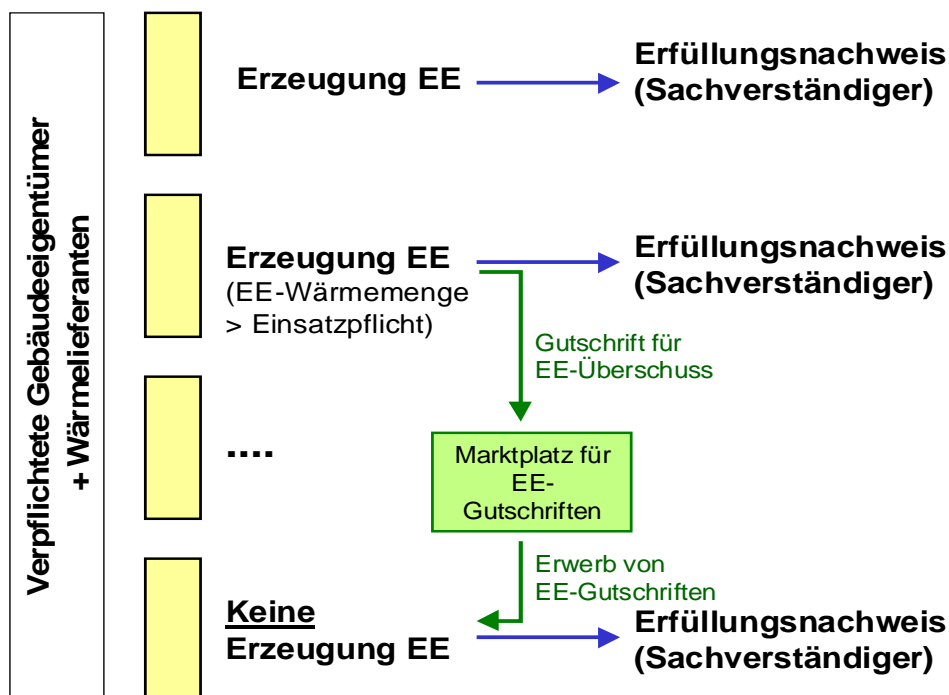 Verpflichtete Gebäudeeigentümer
+ Wärmelieferanten
Erzeugung EE
Erfüllungsnachweis
(Sachverständiger)
Erzeugung EE
(EE-Wärmemenge
> Einsatzpflicht)
Erfüllungsnachweis
(Sachverständiger)
Gutschrift für
EE-Überschuss
....
Marktplatz für
EE-
Gutschriften
Erwerb von
EE-Gutschriften
Keine
Erzeugung EE
Erfüllungsnachweis
(Sachverständiger)